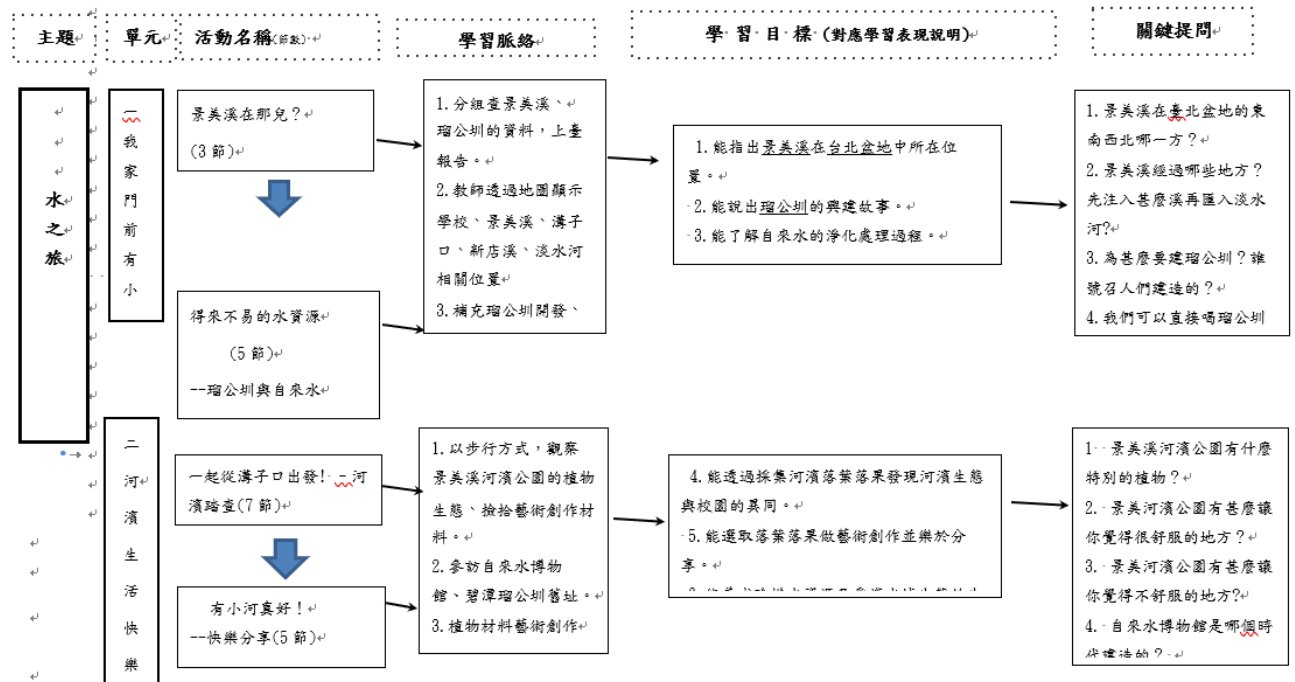 主題
單元
活動名稱(節數)
學習脈絡
學 習 目 標 (對應學習表現說明)
關鍵提問
水之旅
一我家門前有小
景美溪在那兒？
(3 節)
得來不易的水資源
(5 節)
--瑠公圳與自來水
1.分組查景美溪、
瑠公圳的資料，上臺
報告。
2.教師透過地圖顯示
學校、景美溪、溝子
口、新店溪、淡水河
相關位置
3.補充瑠公圳開發、
1.能指出景美溪在台北盆地中所在位
置。
2.能說出瑠公圳的興建故事。
3.能了解自來水的淨化處理過程。
1.景美溪在臺北盆地的東
南西北哪一方？
2.景美溪經過哪些地方？
先注入甚麼溪再匯入淡水
河?
3.為甚麼要建瑠公圳？誰
號召人們建造的？
4.我們可以直接喝瑠公圳
二河濱生活快樂
一起從溝子口出發! –河
濱踏查(7 節)
有小河真好！
--快樂分享(5 節)
1.以步行方式，觀察
景美溪河濱公園的植物
生態、撿拾藝術創作材
料。
2.參訪自來水博物
館、碧潭瑠公圳舊址。
3.植物材料藝術創作
4.能透過採集河濱落葉落果發現河濱生態
與校園的異同。
5.能選取落葉落果做藝術創作並樂於分
享。
1. 景美溪河濱公園有什麼
特別的植物？
2. 景美河濱公園有甚麼讓
你覺得很舒服的地方？
3. 景美河濱公園有甚麼讓
你覺得不舒服的地方?
4. 自來水博物館是哪個時
代建造的？